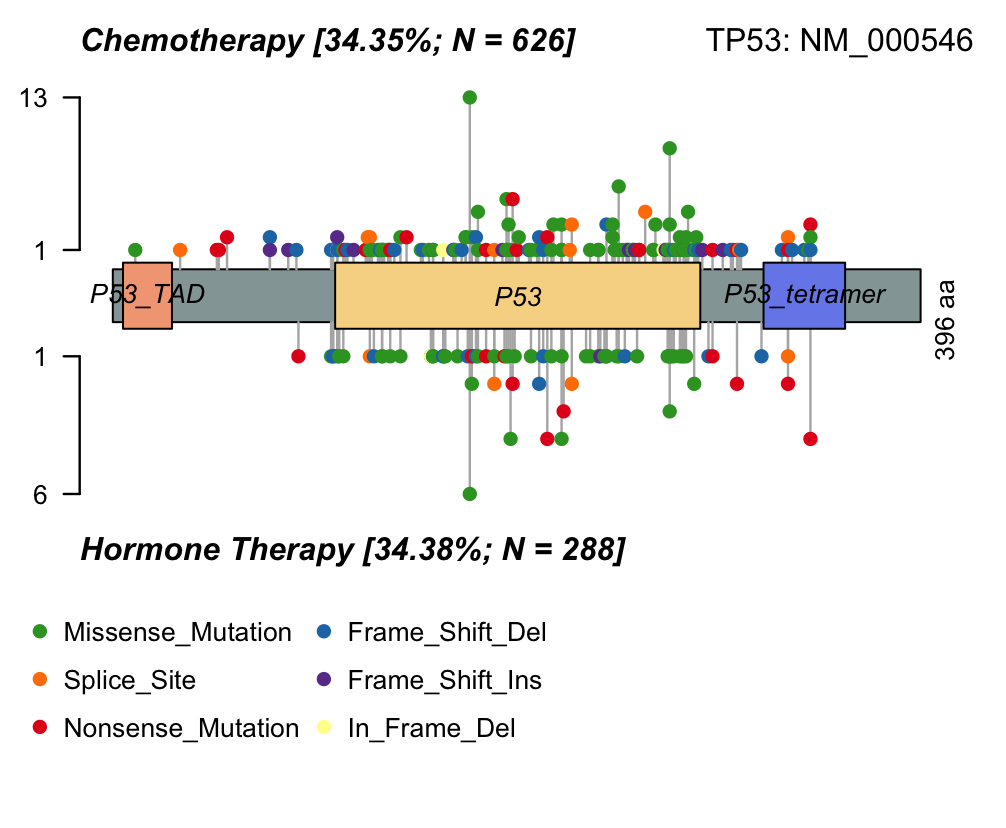 Chemotherapy [34.35%; N = 626]
TP53: NM_000546
13
1
P53_TAD
P53
P53_tetramer
396 aa
1
6
Hormone Therapy [34.38%; N = 288]
Missense_Mutation
Frame_Shift_Del
Splice_Site
Frame_Shift_Ins
Nonsense_Mutation
In_Frame_Del